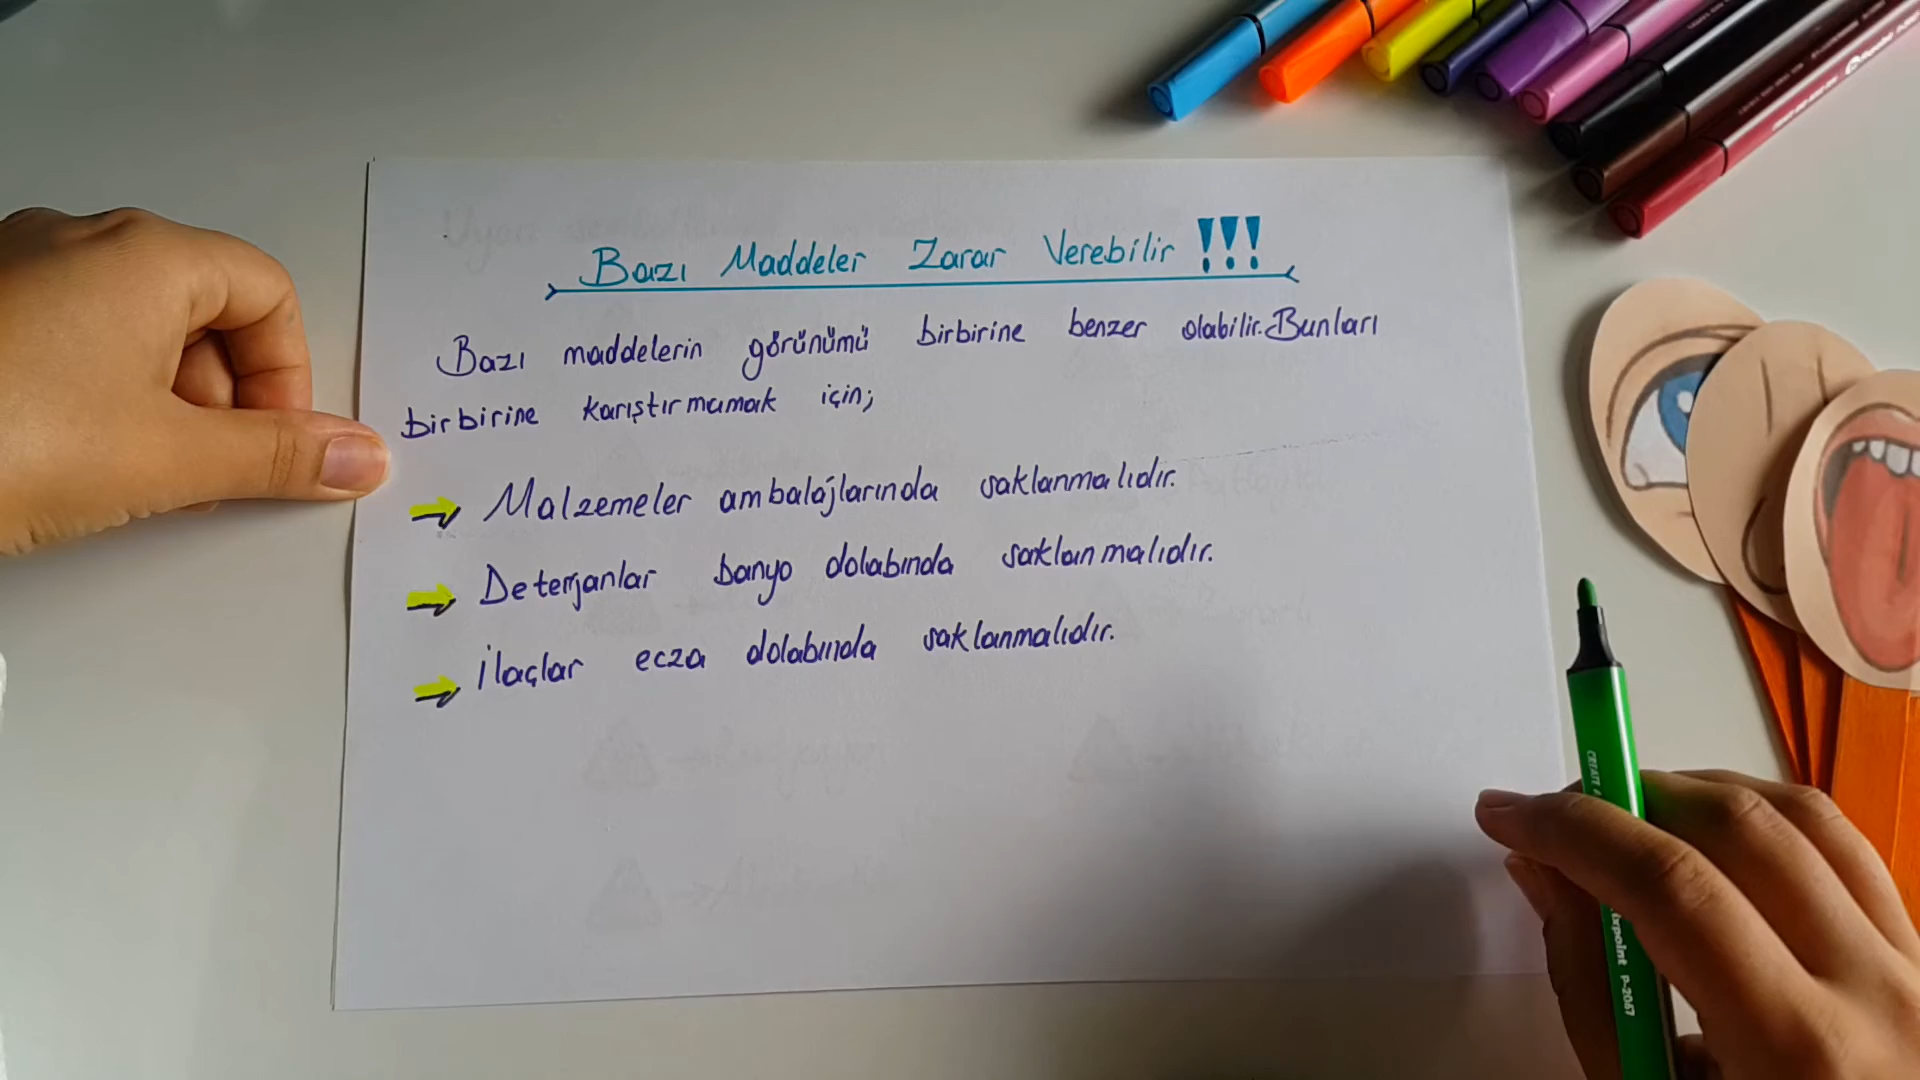 Bazı Maddeler Zarar Verebilir !!!
Bazı maddelerin görünümü birbirine benzer olabilir. Bunları
birbirine karıştırmamak için;
Malzemeler ambalajlarında saklanmalıdır.
Deterjanlar banyo dolabında saklanmalıdır.
İlaçlar ecza dolabında saklanmalıdır.
P-2067